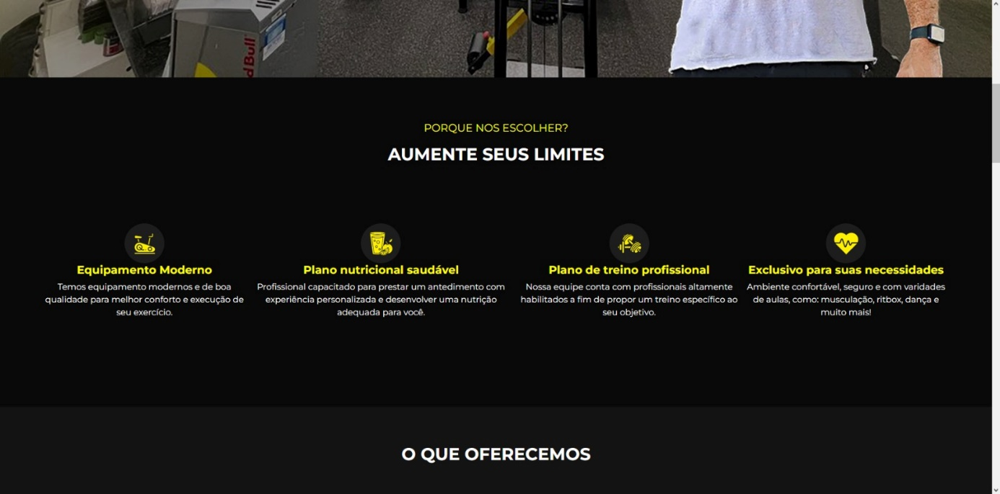 d Bull
PORQUE NOS ESCOLHER?
AUMENTE SEUS LIMITES
Equipamento Moderno
Temos equipamento modernos e de boa
qualidade para melhor conforto e execução de
seu exercício.
Plano nutricional saudável
Profissional capacitado para prestar um antedimento com
experiência personalizada e desenvolver uma nutrição
adequada para você.
Plano de treino profissional
Nossa equipe conta com profissionais altamente
habilitados a fim de propor um treino específico ao
seu objetivo.
Exclusivo para suas necessidades
Ambiente confortável, seguro e com varidades
de aulas, como: musculação, ritbox, dança e
muito mais!
O QUE OFERECEMOS